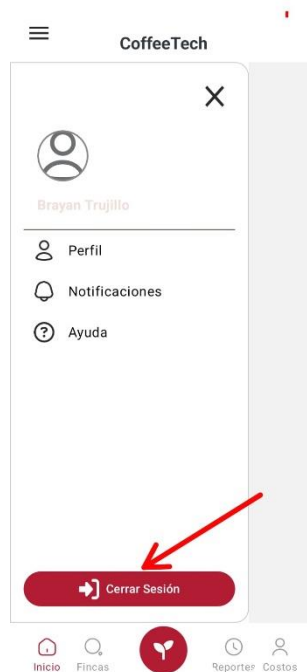 CoffeeTech
Brayan Trujillo
Perfil
Notificaciones
Ayuda
Cerrar Sesión
Inicio Fincas Reportes Costos